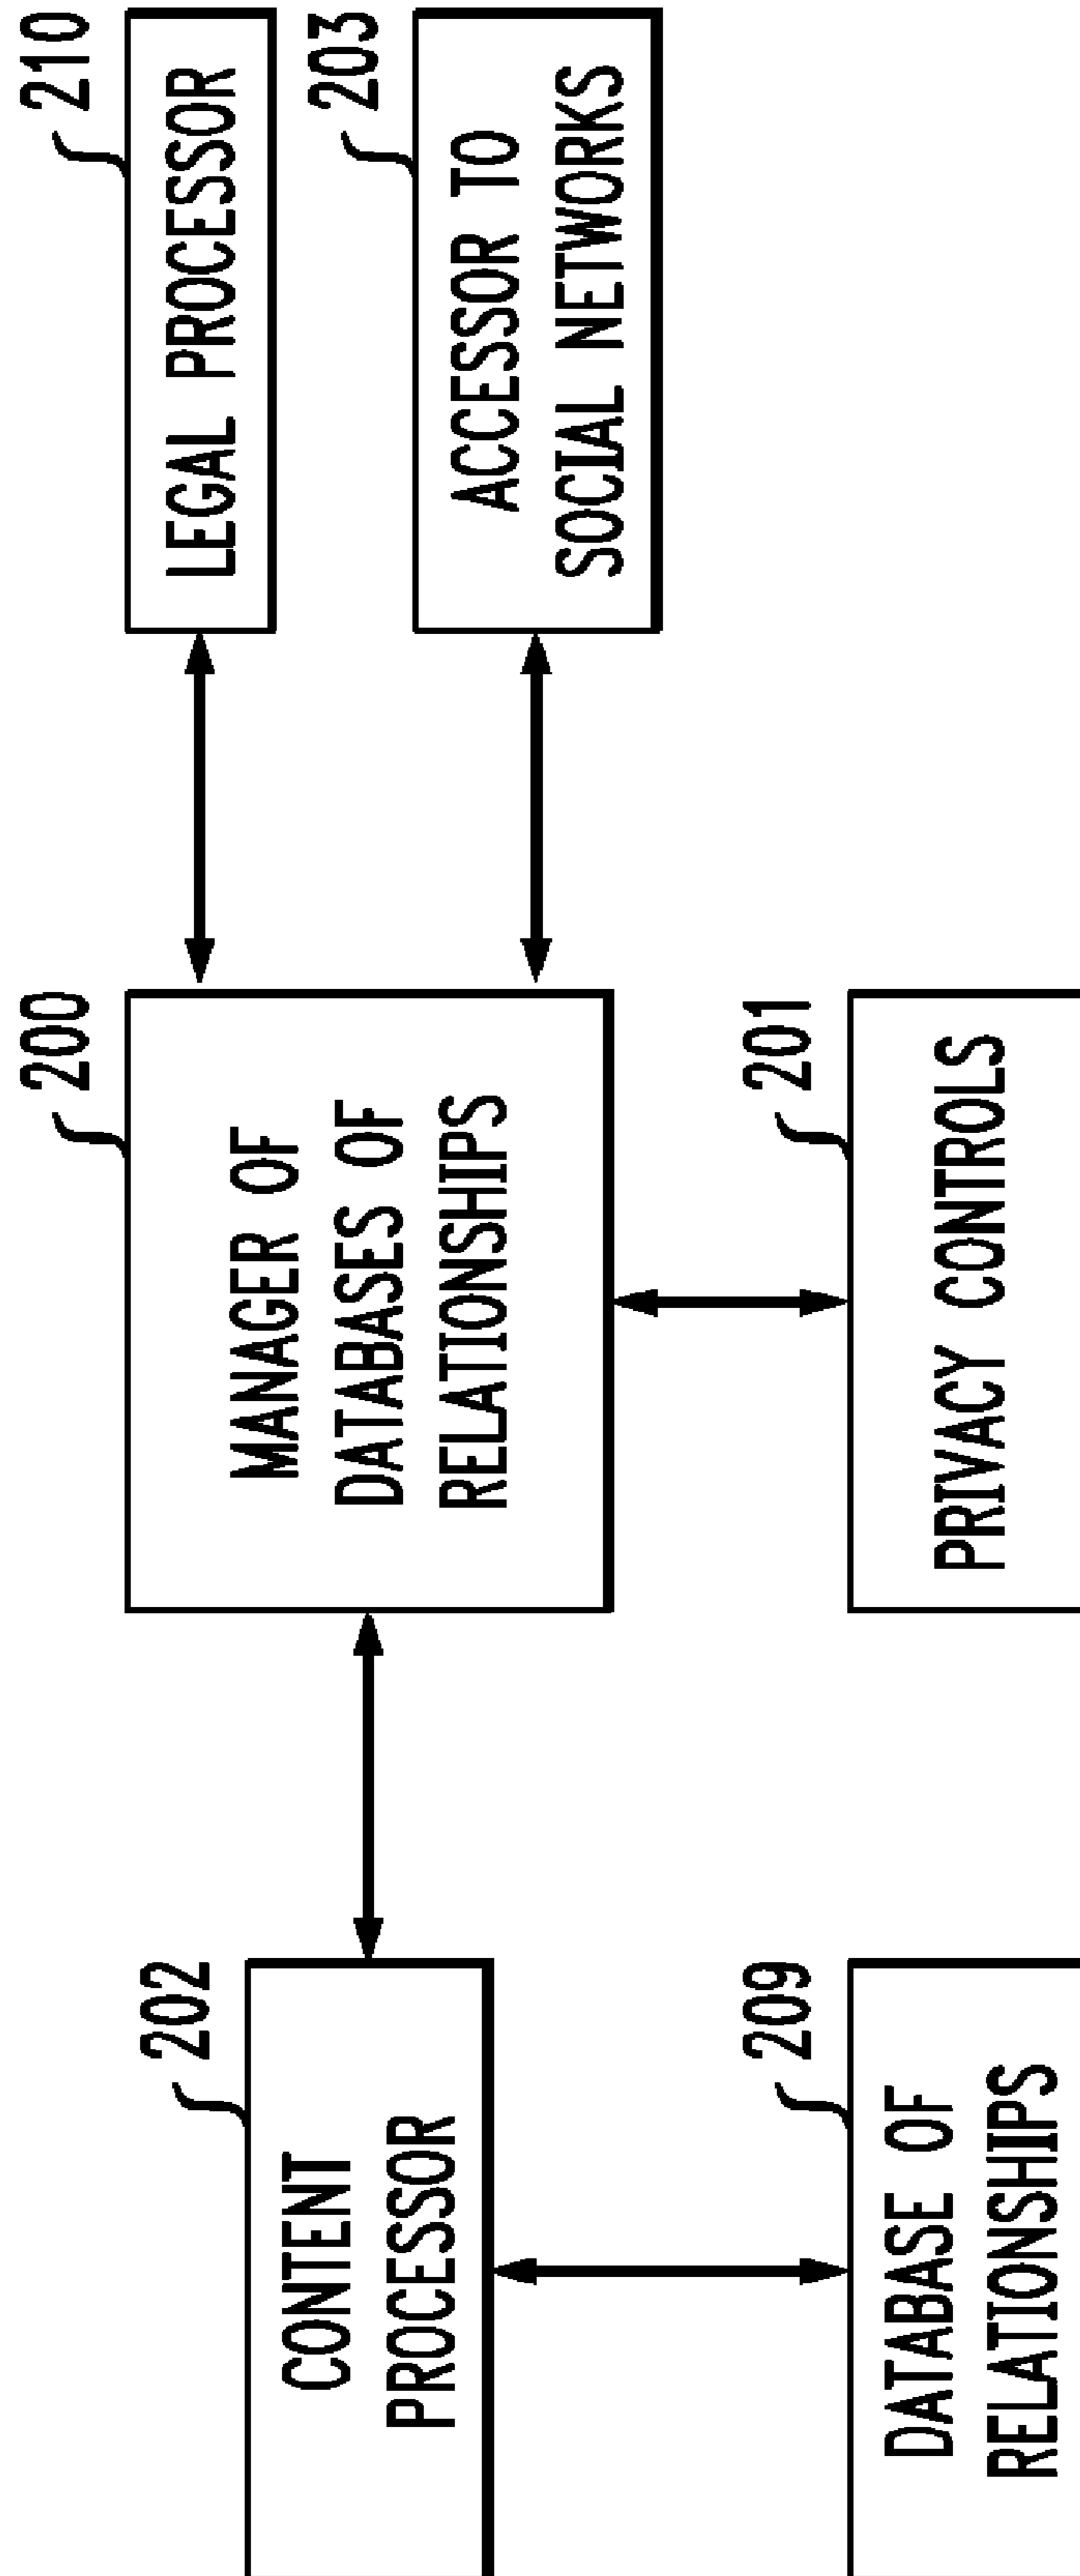 202
CONTENT
PROCESSOR
200
MANAGER OF
DATABASES OF
RELATIONSHIPS
210
LEGAL PROCESSOR
203
ACCESSOR TO
SOCIAL NETWORKS
209
DATABASE OF
RELATIONSHIPS
201
PRIVACY CONTROLS